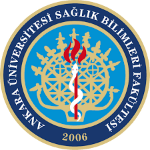 ANKARA ÜNİVERSİTESİ SAĞLIK BİLİMLERİ FAKÜLTESİ
2006